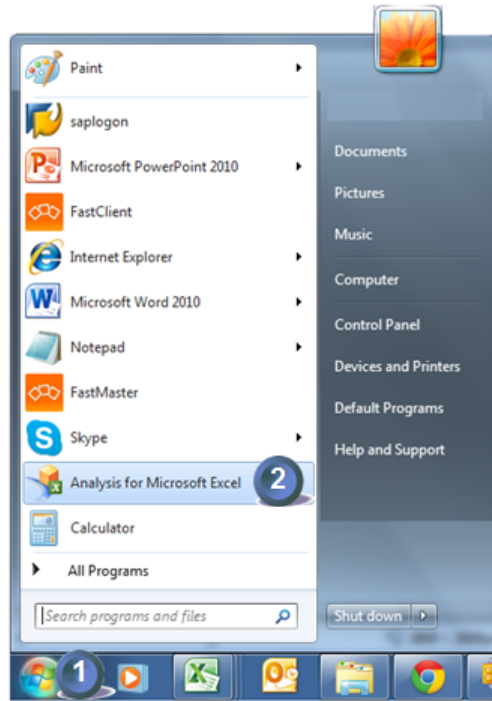 Paint
saplogon
Microsoft PowerPoint 2010
FastClient
Internet Explorer
Microsoft Word 2010
Notepad
FastMaster
Skype
Analysis for Microsoft Excel
2
Calculator
All Programs
Search programs and files
Documents
Pictures
Music
Computer
Control Panel
Devices and Printers
Default Programs
Help and Support
Shut down
1